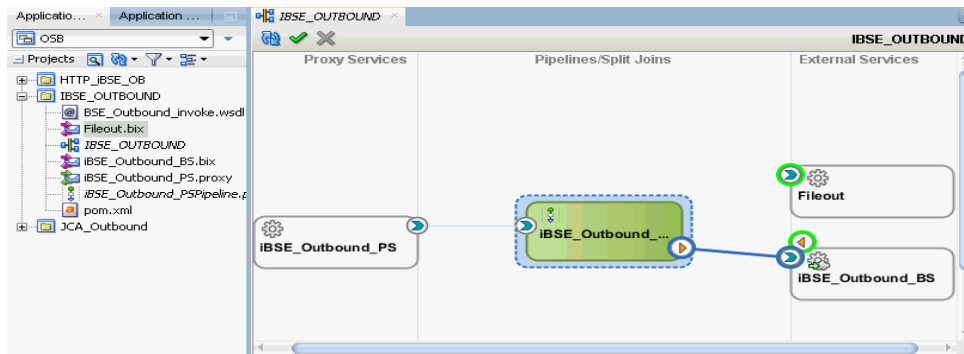 Applicatio...
Application ...
IBSE_OUTBOUND
OSB
IBSE_OUTBOUND
Projects
Proxy Services
Pipelines/Split Joins
External Services
HTTP_iBSE_OB
IBSE_OUTBOUND
BSE_Outbound_invoke.wsdl
Fileout.bix
IBSE_OUTBOUND
iBSE_Outbound_BS.bix
iBSE_Outbound_PS.proxy
iBSE_Outbound_PSPipeline.p
pom.xml
JCA_Outbound
Fileout
iBSE_Outbound_PS
iBSE_Outbound_...
iBSE_Outbound_BS